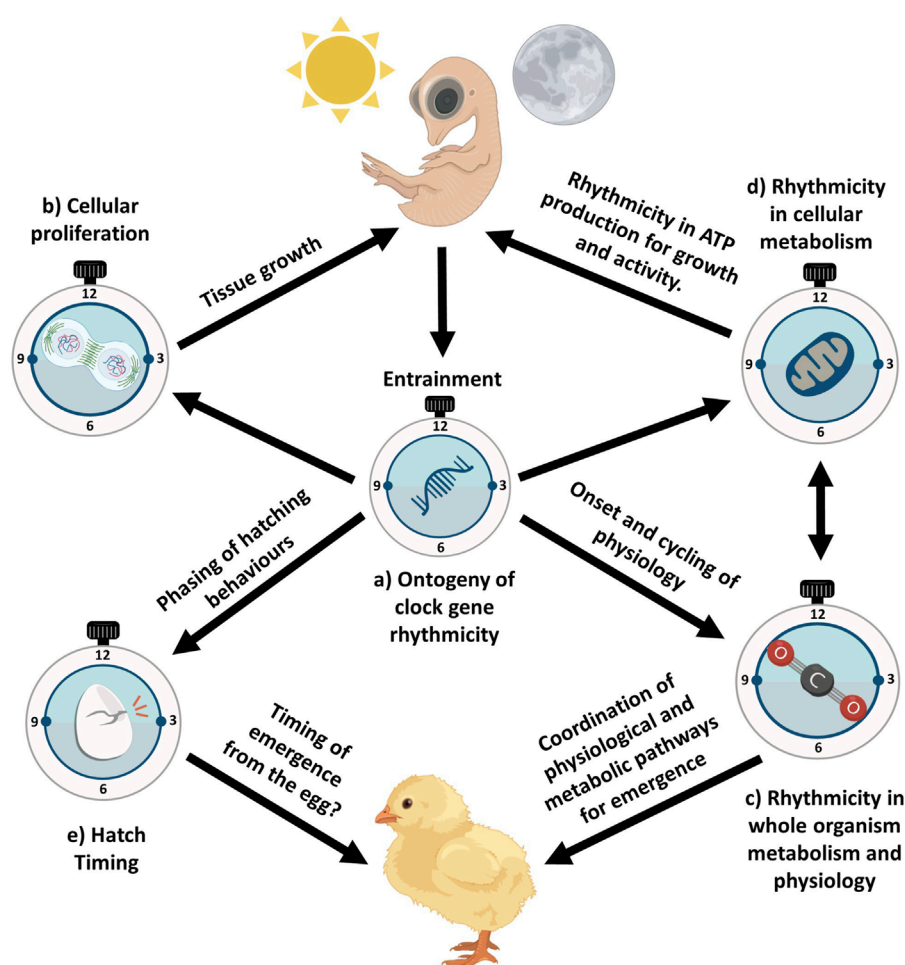 b) Cellular
proliferation
12
9
3
6
Tissue growth
Rhythmicity in ATP
production for growth
and activity.
d) Rhythmicity
in cellular
metabolism
12
9
3
6
Entrainment
12
9
3
6
a) Ontogeny of
clock gene
rhythmicity
Phasing of hatching
behaviours
Onset and cycling of
physiology
12
9
3
6
e) Hatch
Timing
Timing of
emergence
from the egg?
Coordination of
physiological and
metabolic pathways
for emergence
12
9
3
6
O
C
O
c) Rhythmicity in
whole organism
metabolism and
physiology